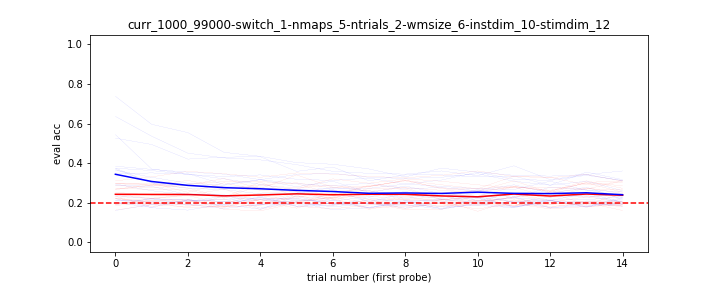 curr_1000_99000-switch_1-nmaps_5-ntrials_2-wmsize_6-instdim_10-stimdim_12
eval acc
1.0
0.8
0.6
0.4
0.2
0.0
0 2 4 6 8 10 12 14
trial number (first probe)